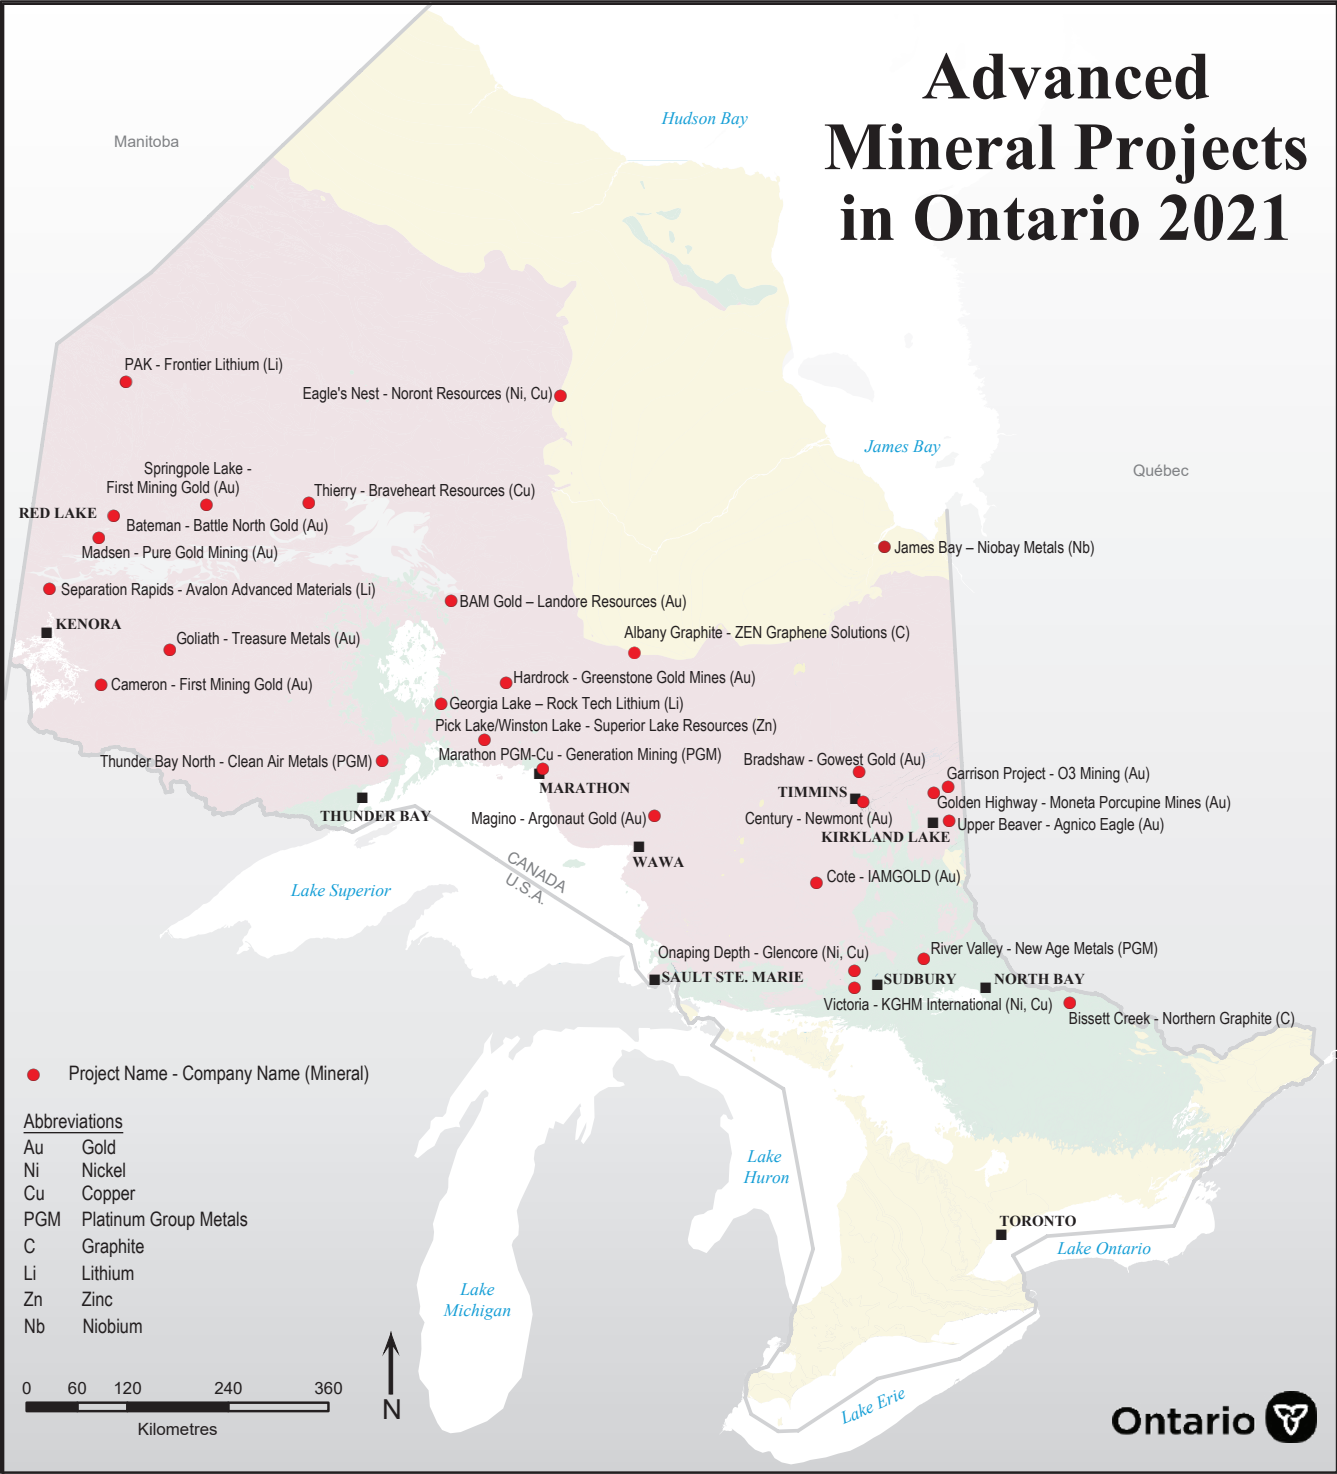 Advanced
Mineral Projects
in Ontario 2021
Hudson Bay
Manitoba
PAK - Frontier Lithium (Li)
Eagle's Nest - Noront Resources (Ni, Cu)
James Bay
Québec
Springpole Lake -
First Mining Gold (Au)
Thierry - Braveheart Resources (Cu)
RED LAKE
Bateman - Battle North Gold (Au)
Madsen - Pure Gold Mining (Au)
James Bay – Niobay Metals (Nb)
Separation Rapids - Avalon Advanced Materials (Li)
BAM Gold – Landore Resources (Au)
KENORA
Goliath - Treasure Metals (Au)
Albany Graphite - ZEN Graphene Solutions (C)
Cameron - First Mining Gold (Au)
Hardrock - Greenstone Gold Mines (Au)
Georgia Lake – Rock Tech Lithium (Li)
Pick Lake/Winston Lake - Superior Lake Resources (Zn)
Marathon PGM-Cu - Generation Mining (PGM)
Thunder Bay North - Clean Air Metals (PGM)
Bradshaw - Gowest Gold (Au)
Garrison Project - O3 Mining (Au)
MARATHON
TIMMINS
Golden Highway - Moneta Porcupine Mines (Au)
THUNDER BAY
Magino - Argonaut Gold (Au)
Century - Newmont (Au)
Upper Beaver - Agnico Eagle (Au)
KIRKLAND LAKE
WAWA
CANADA
U.S.A.
Cote - IAMGOLD (Au)
Lake Superior
Onaping Depth - Glencore (Ni, Cu)
River Valley - New Age Metals (PGM)
SAULT STE. MARIE
SUDBURY
NORTH BAY
Victoria - KGHM International (Ni, Cu)
Bissett Creek - Northern Graphite (C)
Project Name - Company Name (Mineral)
Abbreviations
Au Gold
Ni Nickel
Cu Copper
PGM Platinum Group Metals
C Graphite
Li Lithium
Zn Zinc
Nb Niobium
Lake
Huron
TORONTO
Lake Ontario
Lake
Michigan
Lake Erie
0 60 120 240 360
Kilometres
N
Ontario